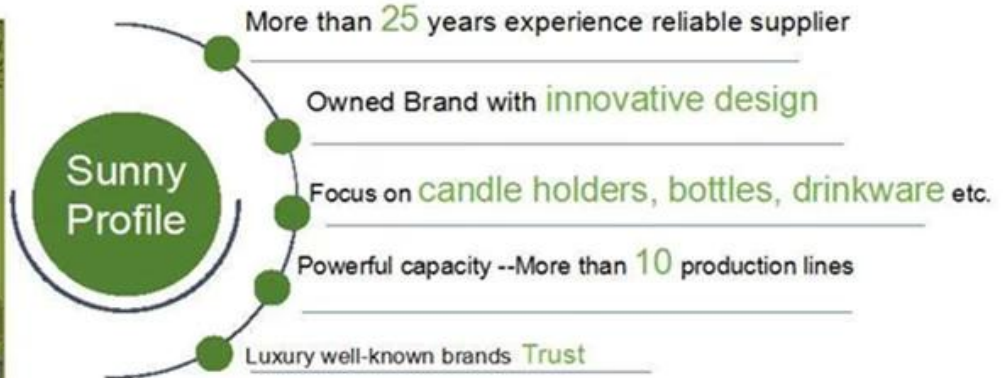 Sunny
Profile
More than 25 years experience reliable supplier
Owned Brand with innovative design
Focus on candle holders, bottles, drinkware etc.
Powerful capacity --More than 10 production lines
Luxury well-known brands Trust